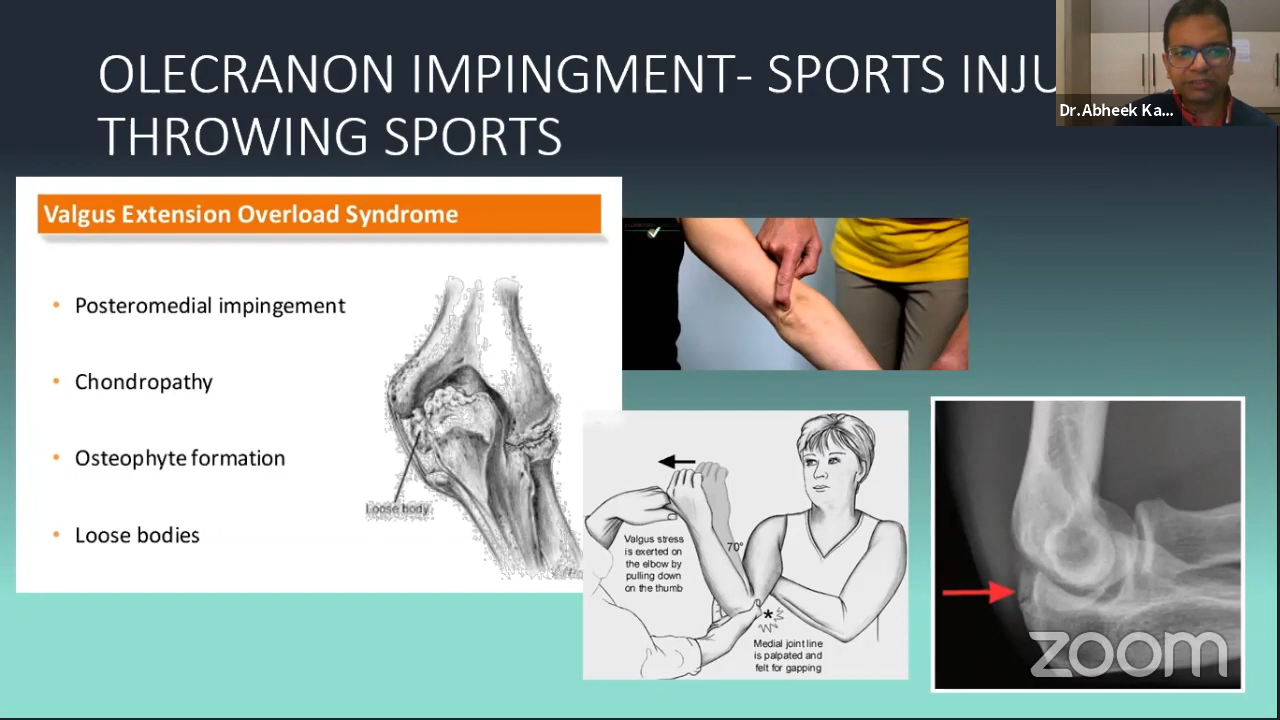 OLECRANON IMPINGMENT- SPORTS INJU
THROWING SPORTS
Dr.Abheek Ka...
Valgus Extension Overload Syndrome
• Posteromedial impingement
• Chondropathy
• Osteophyte formation
• Loose bodies
Loose body
Valgus stress
is exerted on
the elbow by
pulling down
on the thumb
70°
*
Medial joint line
is palpated and
felt for gapping
zoom